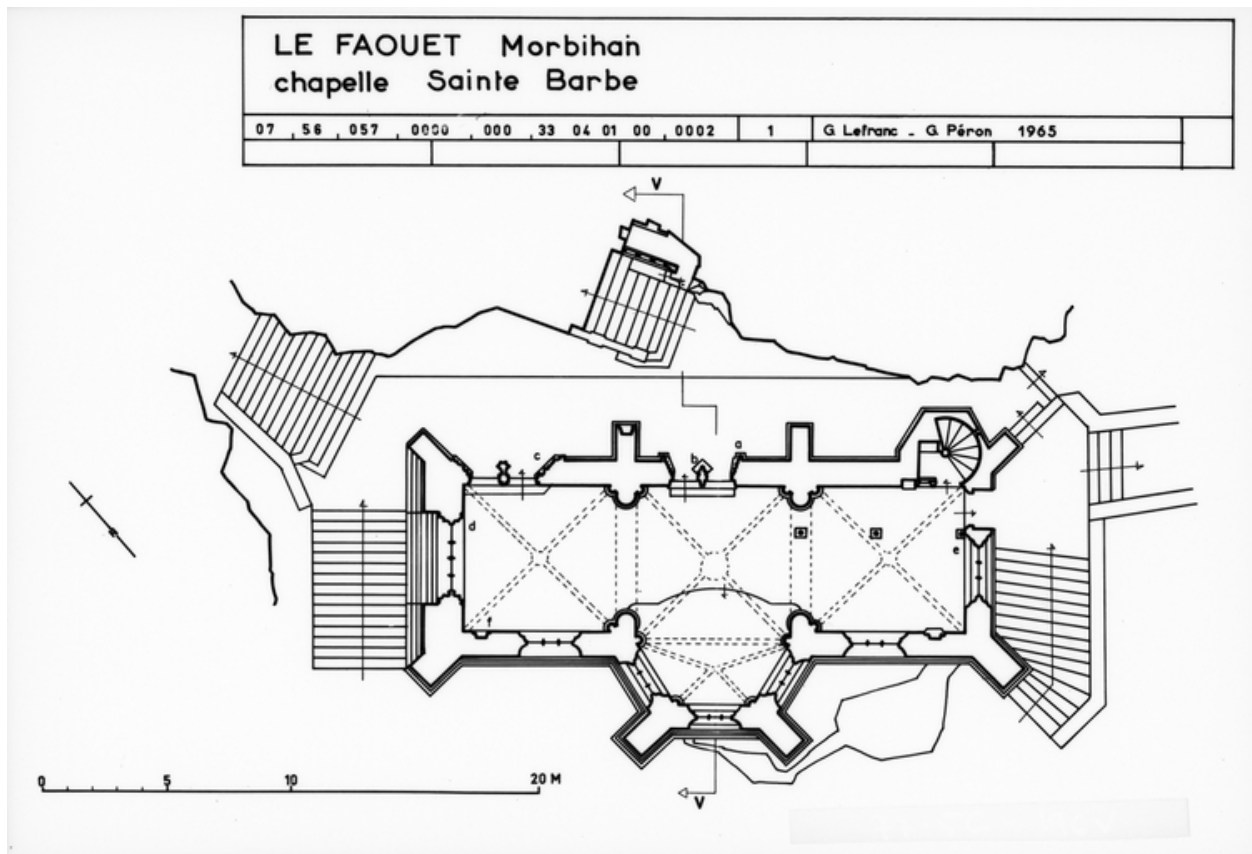 LE FAOUET Morbihan
chapelle Sainte Barbe
07 56 057 0000 000 33 04 01 00 0002 1 G Lefranc - G. Péron 1965
V
a
b
c
d
e
f
0 5 10 20 M
V